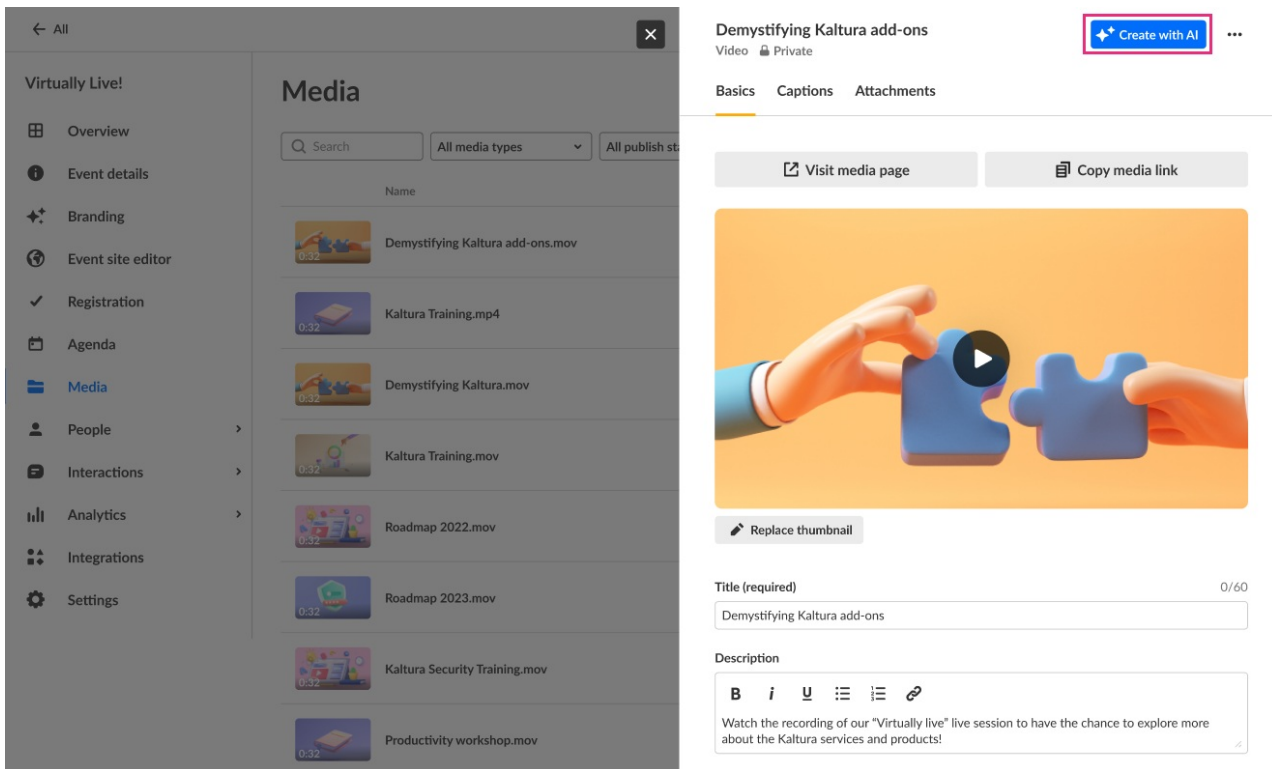 All
Virtually Live!
Overview
Event details
Branding
Event site editor
Registration
Agenda
Media
People
Interactions
Analytics
Integrations
Settings
Media
Search
All media types
All publish sta
Name
0:32
Demystifying Kaltura add-ons.mov
0:32
Kaltura Training.mp4
0:32
Demystifying Kaltura.mov
0:32
Kaltura Training.mov
0:32
Roadmap 2022.mov
0:32
Roadmap 2023.mov
0:32
Kaltura Security Training.mov
0:32
Productivity workshop.mov
Demystifying Kaltura add-ons
Video Private
Create with AI
Basics Captions Attachments
Visit media page
Copy media link
Replace thumbnail
Title (required) 0/60
Demystifying Kaltura add-ons
Description
B i U
Watch the recording of our “Virtually live” live session to have the chance to explore more
about the Kaltura services and products!